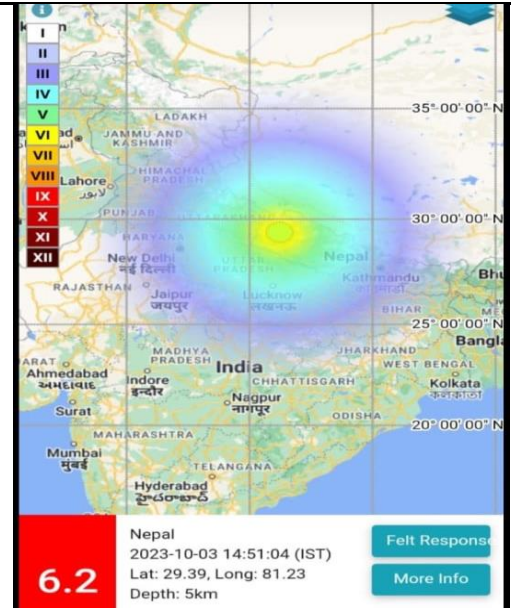 i
I
II
III
IV
V
VI
VII
VIII
IX
X
XI
XII
35° 00' 00" N
LADAKH
JAMMU AND
KASHMIR
HIMACHAL
PRADESH
Lahore
لاہور
PUNJAB
UTTARAKHAND
30° 00' 00" N
HARYANA
New Delhi
नई दिल्ली
UTTAR
PRADESH
Nepal
Kathmandu
RAJASTHAN
Jaipur
जयपुर
Lucknow
लखनऊ
BIHAR
25° 00' 00" N
JHARKHAND
MADHYA
PRADESH
India
WEST BENGAL
Ahmedabad
અમદાવાદ
Indore
इन्दौर
CHHATTISGARH
Kolkata
কলকাতা
Surat
Nagpur
नागपूर
ODISHA
20° 00' 00" N
MAHARASHTRA
Mumbai
मुंबई
TELANGANA
Hyderabad
హైదరాబాద్
6.2
Nepal
2023-10-03 14:51:04 (IST)
Lat: 29.39, Long: 81.23
Depth: 5km
Felt Response
More Info